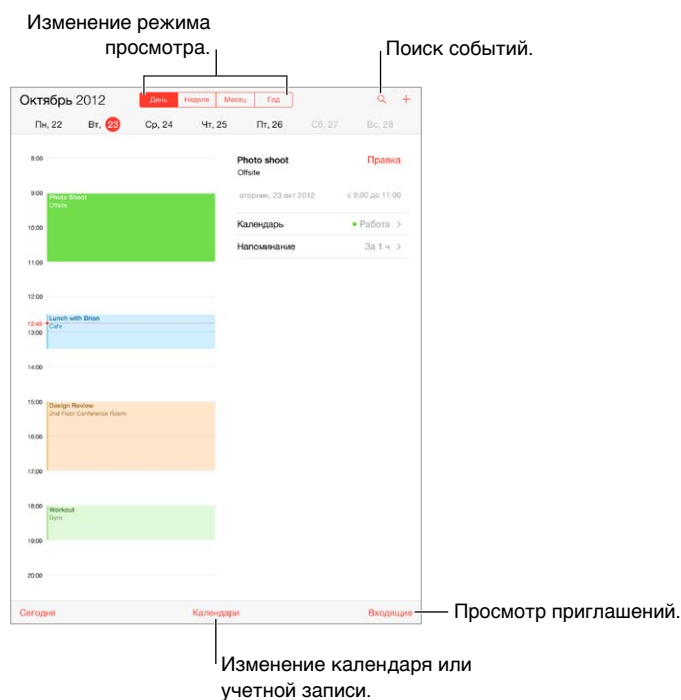 Изменение режима
просмотра.
Поиск событий.
Октябрь 2012
День Неделя Месяц Год
Пн, 22 Вт, 23 Ср, 24 Чт, 25 Пт, 26 Сб, 27 Вс, 28
8:00
9:00
Photo Shoot
Offsite
10:00
11:00
12:00
Lunch with Brian
12:45 Cafe
13:00
14:00
15:00
Design Review
2nd Floor Conference Room
16:00
17:00
18:00
Workout
Gym
19:00
20:00
Photo shoot Правка
Offsite
вторник, 23 окт 2012 с 9:00 до 11:00
Календарь Работа >
Напоминание За 1 ч >
Сегодня Календари Входящие
Просмотр приглашений.
Изменение календаря или
учетной записи.